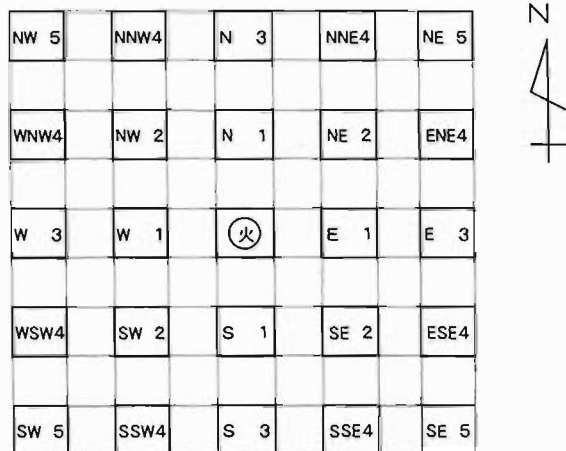 N
NW 5 NNW4 N 3 NNE4 NE 5
WNW4 NW 2 N 1 NE 2 ENE4
W 3 W 1 火 E 1 E 3
WSW4 SW 2 S 1 SE 2 ESE4
SW 5 SSW4 S 3 SSE4 SE 5